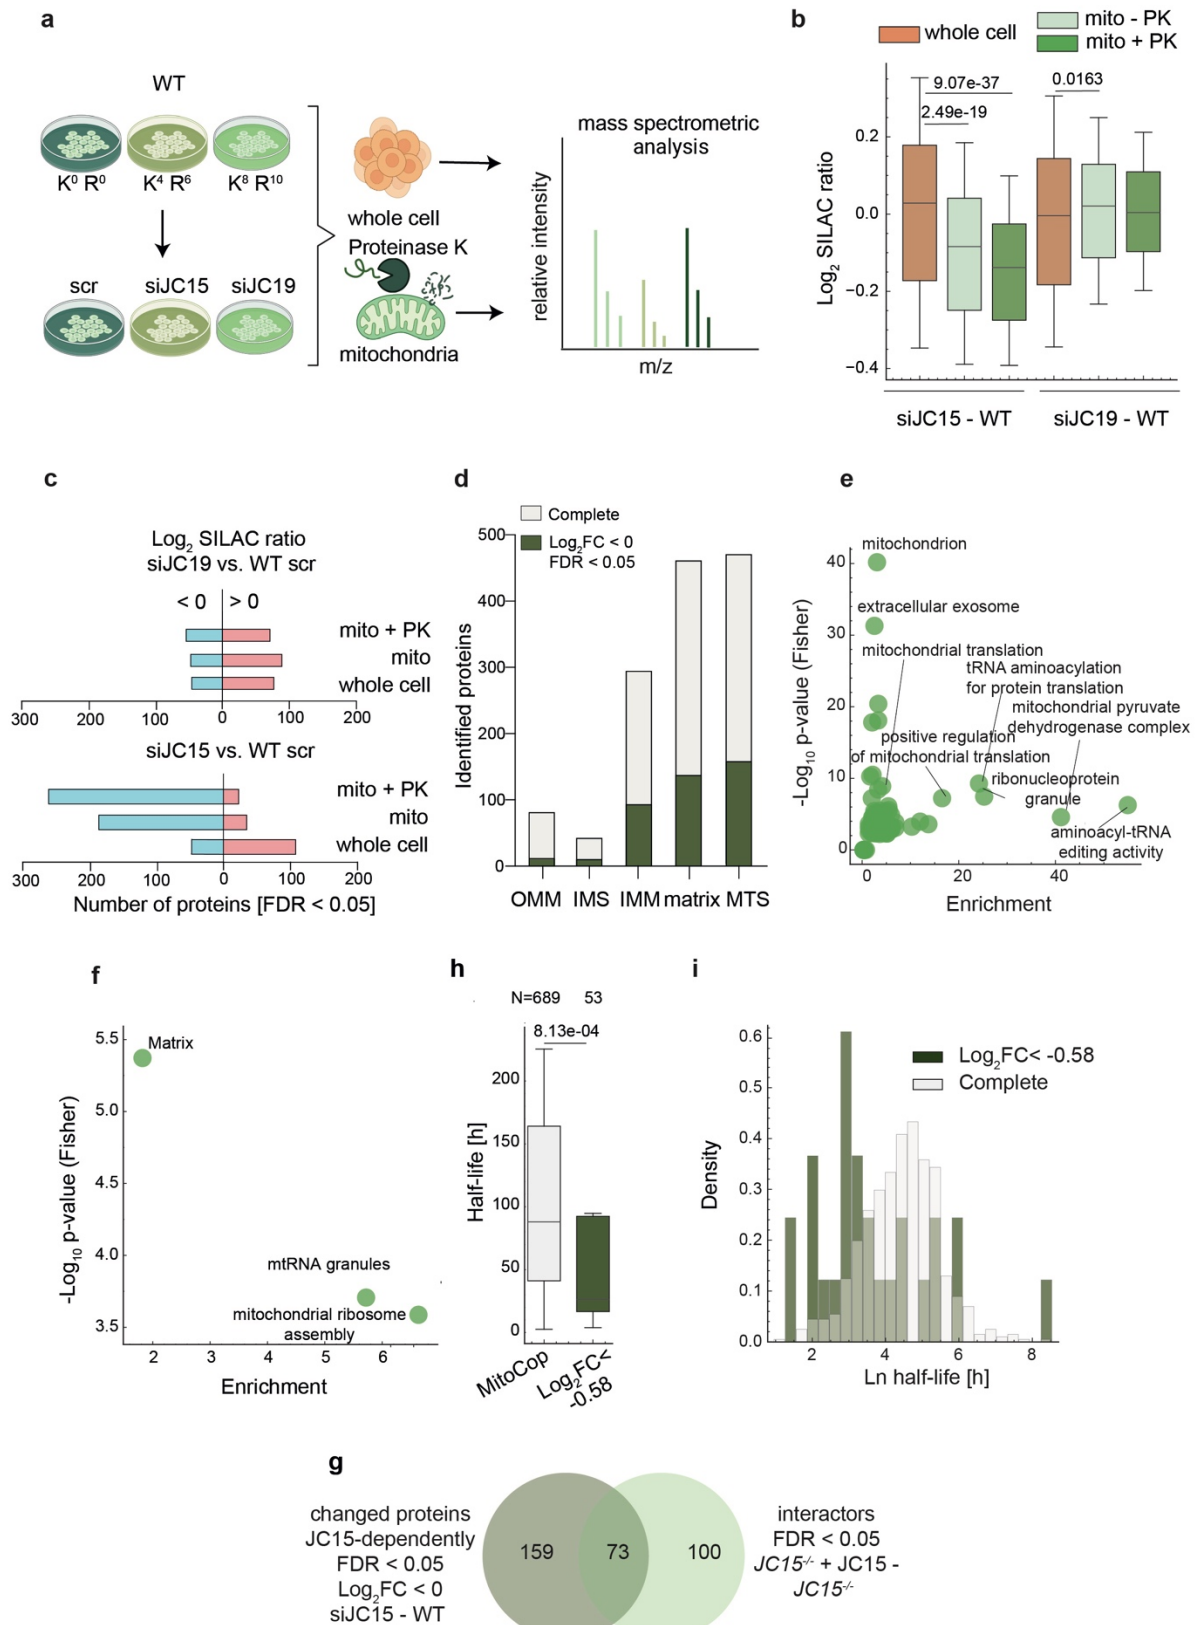 a
WT
K⁰ R⁰
K⁴ R⁶
K⁸ R¹⁰
scr
siJC15
siJC19
whole cell
Proteinase K
mitochondria
mass spectrometric
analysis
relative intensity
m/z
b
whole cell
mito - PK
mito + PK
9.07e-37
2.49e-19
0.0163
Log₂ SILAC ratio
0.2
0.0
−0.2
−0.4
siJC15 - WT
siJC19 - WT
c
Log₂ SILAC ratio
siJC19 vs. WT scr
< 0
> 0
mito + PK
mito
whole cell
300 200 100 0 100 200
siJC15 vs. WT scr
mito + PK
mito
whole cell
300 200 100 0 100 200
Number of proteins [FDR < 0.05]
d
Complete
Log₂FC < 0
FDR < 0.05
Identified proteins
500
400
300
200
100
0
OMM IMS IMM matrix MTS
e
-Log₁₀ p-value (Fisher)
40
30
20
10
0
mitochondrion
extracellular exosome
mitochondrial translation
tRNA aminoacylation
for protein translation
mitochondrial pyruvate
dehydrogenase complex
positive regulation
of mitochondrial translation
ribonucleoprotein
granule
aminoacyl-tRNA
editing activity
0 20 40
Enrichment
f
-Log₁₀ p-value (Fisher)
5.5
5.0
4.5
4.0
3.5
Matrix
mtRNA granules
mitochondrial ribosome
assembly
2 3 4 5 6
Enrichment
h
N=689 53
8.13e-04
Half-life [h]
200
150
100
50
0
MitoCop
Log₂FC<
-0.58
i
Density
0.6
0.5
0.4
0.3
0.2
0.1
0.0
Log₂FC< -0.58
Complete
2 4 6 8
Ln half-life [h]
g
changed proteins
JC15-dependently
FDR < 0.05
Log₂FC < 0
siJC15 - WT
159
73
100
interactors
FDR < 0.05
JC15⁻/⁻ + JC15 -
JC15⁻/⁻